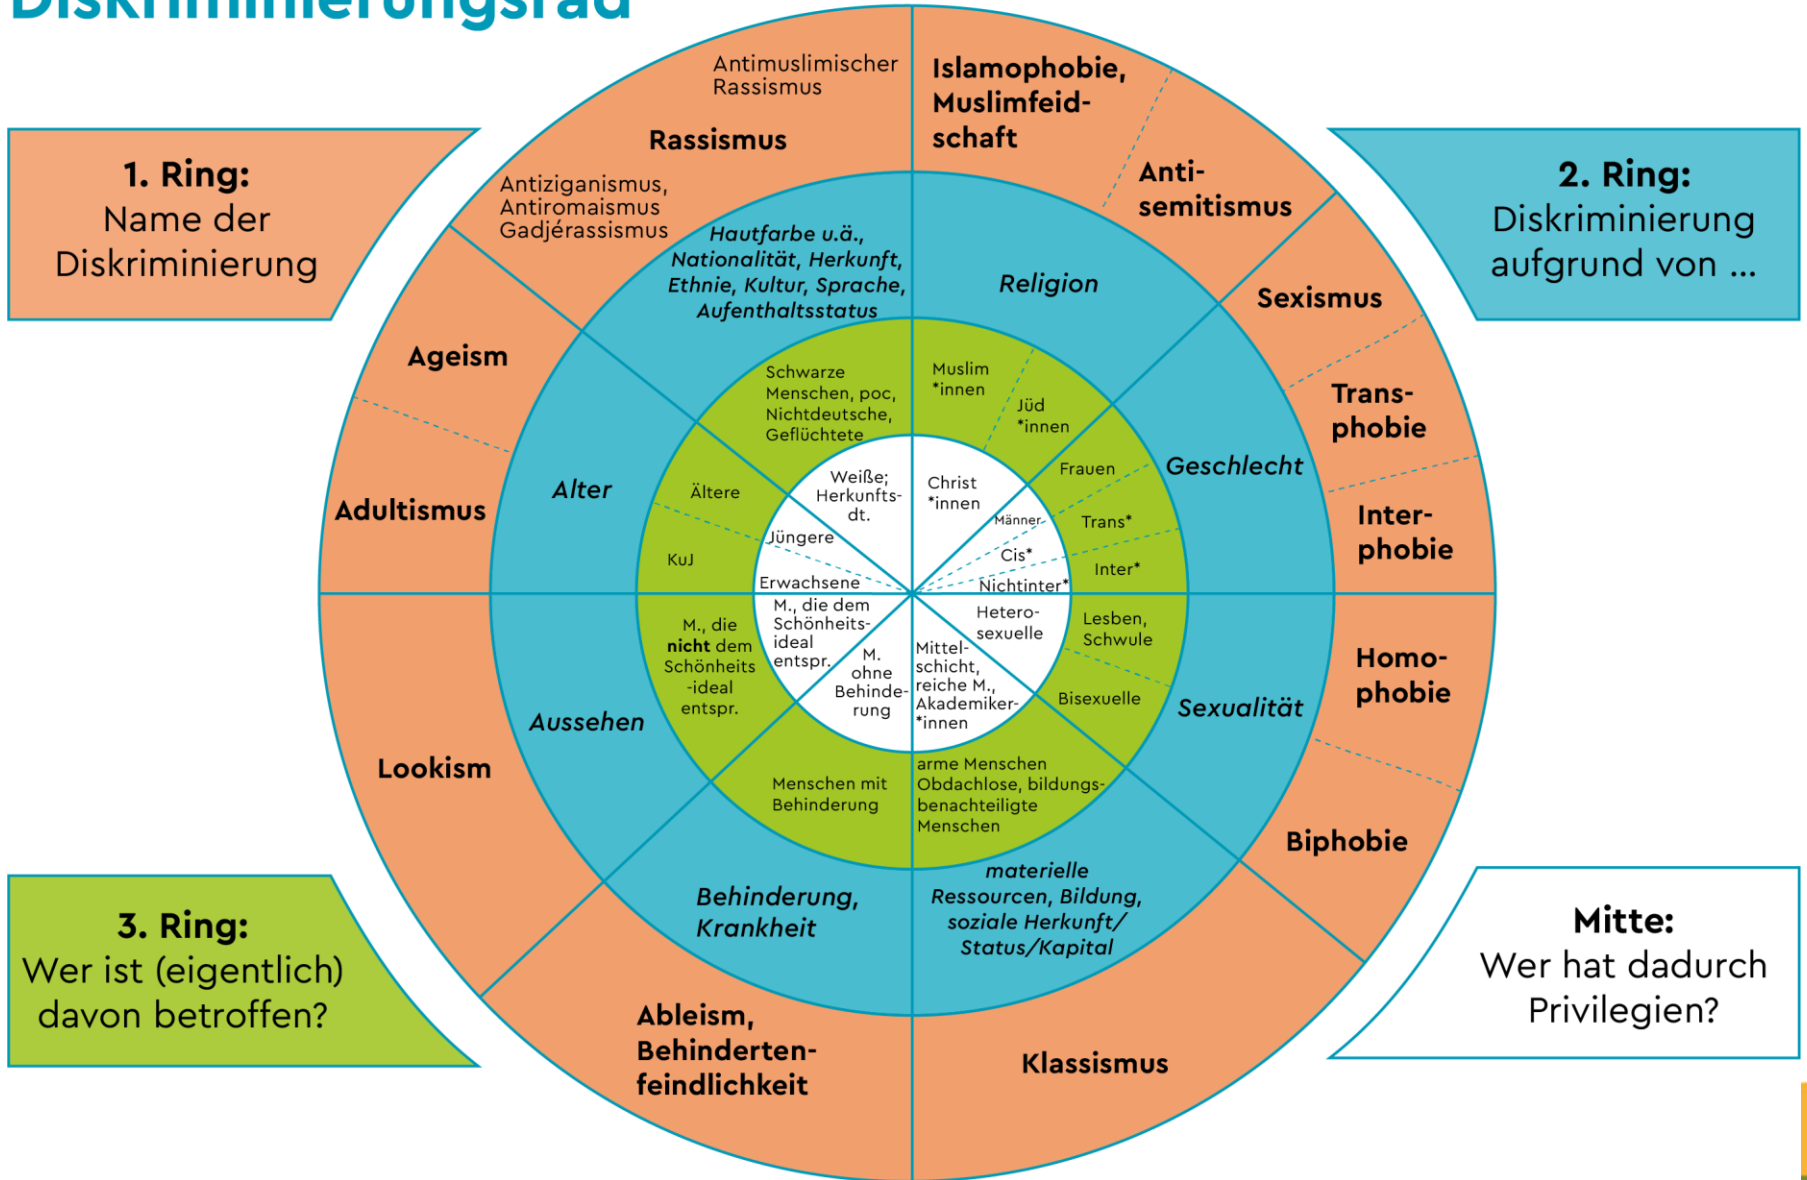 Diskriminierungsrad
1. Ring:
Name der
Diskriminierung
2. Ring:
Diskriminierung
aufgrund von ...
3. Ring:
Wer ist (eigentlich)
davon betroffen?
Mitte:
Wer hat dadurch
Privilegien?
Antimuslimischer
Rassismus
Rassismus
Antiziganismus,
Antiromaismus
Gadjérassismus
Islamophobie,
Muslimfeid-
schaft
Anti-
semitismus
Sexismus
Trans-
phobie
Inter-
phobie
Homo-
phobie
Biphobie
Klassismus
Ableism,
Behinderten-
feindlichkeit
Lookism
Adultismus
Ageism
Hautfarbe u.ä.,
Nationalität, Herkunft,
Ethnie, Kultur, Sprache,
Aufenthaltsstatus
Religion
Geschlecht
Sexualität
materielle
Ressourcen, Bildung,
soziale Herkunft/
Status/Kapital
Behinderung,
Krankheit
Aussehen
Alter
Schwarze
Menschen, poc,
Nichtdeutsche,
Geflüchtete
Muslim
*innen
Jüd
*innen
Frauen
Trans*
Inter*
Lesben,
Schwule
Bisexuelle
arme Menschen
Obdachlose, bildungs-
benachteiligte
Menschen
Menschen mit
Behinderung
M., die
nicht dem
Schönheits
-ideal
entspr.
KuJ
Ältere
Weiße;
Herkunfts-
dt.
Christ
*innen
Männer
Cis*
Nichtinter*
Hetero-
sexuelle
Mittel-
schicht,
reiche M.,
Akademiker-
*innen
M.
ohne
Behinde-
rung
M., die dem
Schönheits-
ideal
entspr.
Erwachsene
Jüngere